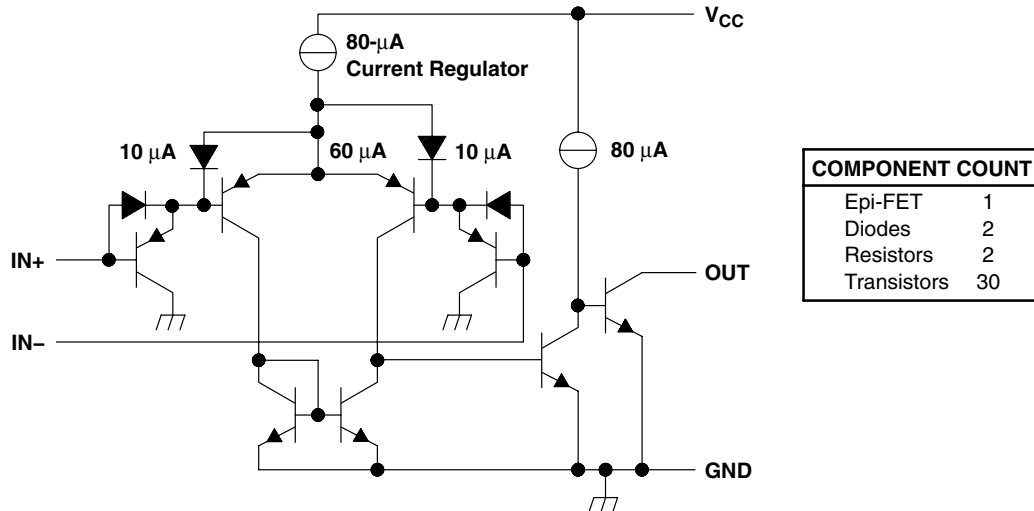 V_CC
80-μA
Current Regulator
10 μA
60 μA
10 μA
80 μA
COMPONENT COUNT
Epi-FET 1
Diodes 2
Resistors 2
Transistors 30
IN+
OUT
IN−
GND